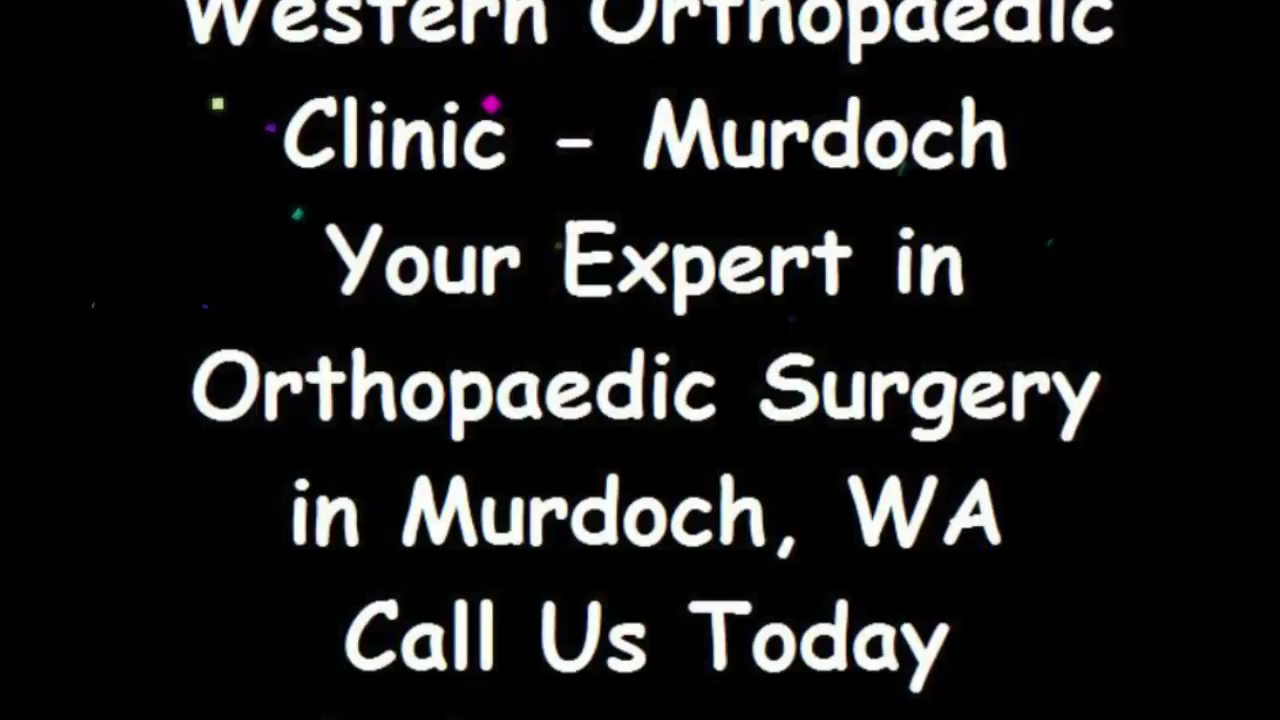 Western Orthopaedic
Clinic - Murdoch
Your Expert in
Orthopaedic Surgery
in Murdoch, WA
Call Us Today